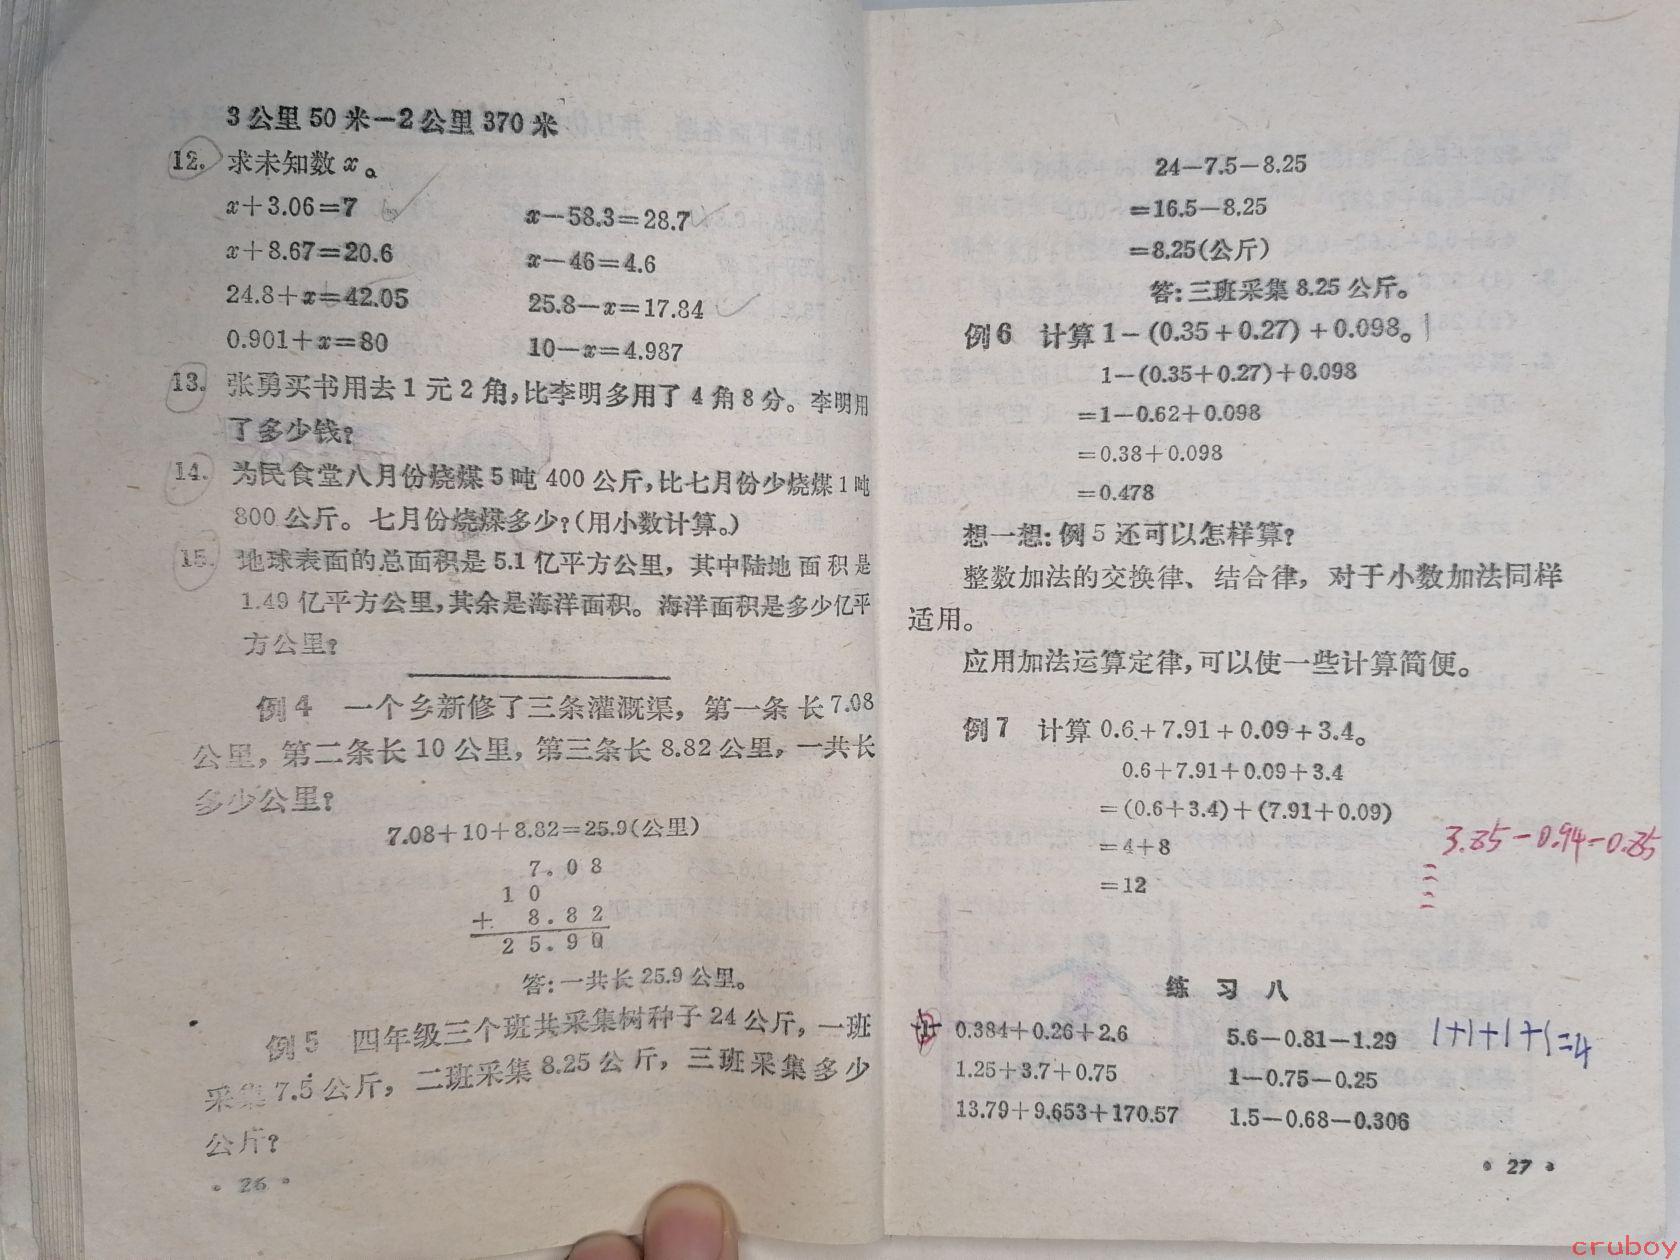 3公里50米－2公里370米
12. 求未知数x。
x+3.06=7
x-58.3=28.7
x+8.67=20.6
x-46=4.6
24.8+x=42.05
25.8-x=17.84
0.901+x=80
10-x=4.987
13. 张勇买书用去1元2角,比李明多用了4角8分。李明用
了多少钱?
14. 为民食堂八月份烧煤5吨400公斤,比七月份少烧煤1吨
800公斤。七月份烧煤多少?(用小数计算。)
15. 地球表面的总面积是5.1亿平方公里,其中陆地面积是
1.49亿平方公里,其余是海洋面积。海洋面积是多少亿平
方公里?
例4 一个乡新修了三条灌溉渠,第一条长7.08
公里,第二条长10公里,第三条长8.82公里,一共长
多少公里?
7.08+10+8.82=25.9(公里)
7.08
10
+ 8.82
25.90
答:一共长25.9公里。
例5 四年级三个班共采集树种子24公斤,一班
采集7.5公斤,二班采集8.25公斤,三班采集多少
公斤?
• 26 •
24-7.5-8.25
=16.5-8.25
=8.25(公斤)
答:三班采集8.25公斤。
例6 计算1-(0.35+0.27)+0.098。
1-(0.35+0.27)+0.098
=1-0.62+0.098
=0.38+0.098
=0.478
想一想:例5还可以怎样算?
整数加法的交换律、结合律,对于小数加法同样
适用。
应用加法运算定律,可以使一些计算简便。
例7 计算0.6+7.91+0.09+3.4。
0.6+7.91+0.09+3.4
=(0.6+3.4)+(7.91+0.09)
=4+8
=12
3.85-0.94-0.85
=
=
=
练习八
1. 0.384+0.26+2.6
5.6-0.81-1.29
1+1+1+1=4
1.25+3.7+0.75
1-0.75-0.25
13.79+9.653+170.57
1.5-0.68-0.306
• 27 •
cruboy